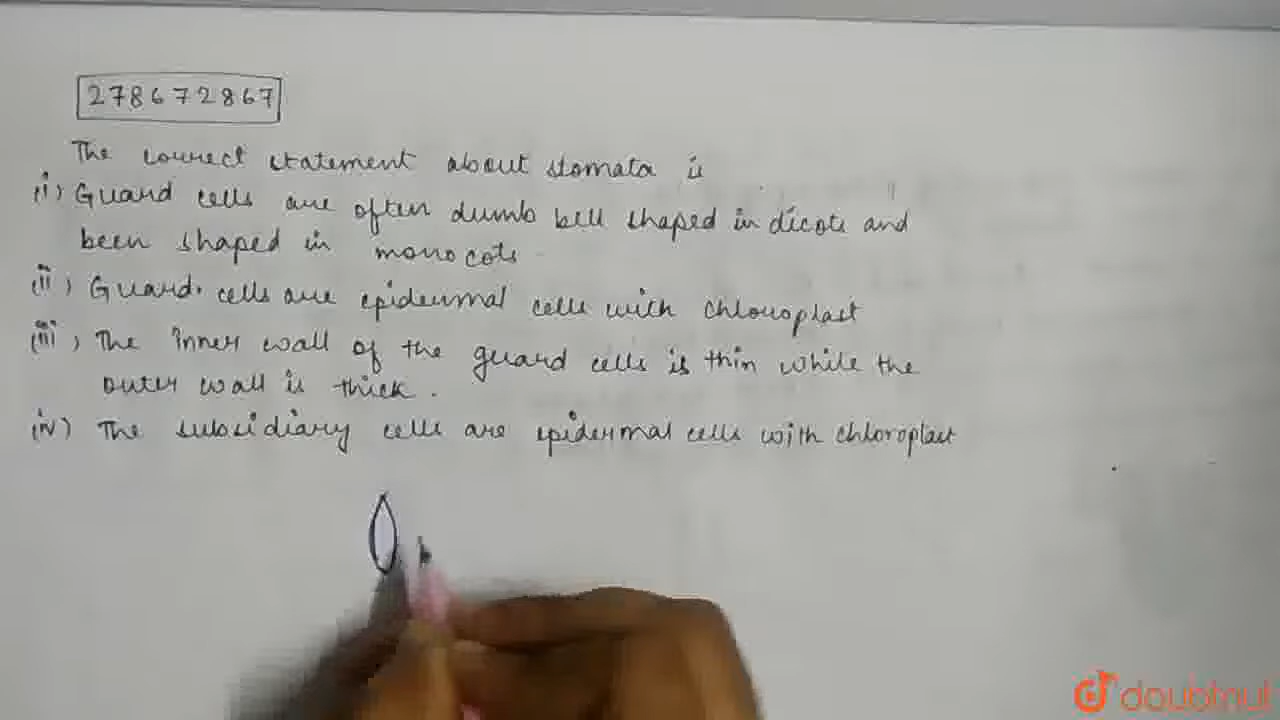 278672867
The correct statement about stomata is
(i) Guard cells are often dumb bell shaped in dicots and
been shaped in monocots
(ii) Guard cells are epidermal cells with chloroplast
(iii) The inner wall of the guard cells is thin while the
outer wall is thick.
(iv) The subsidiary cells are epidermal cells with chloroplast
doubtnut